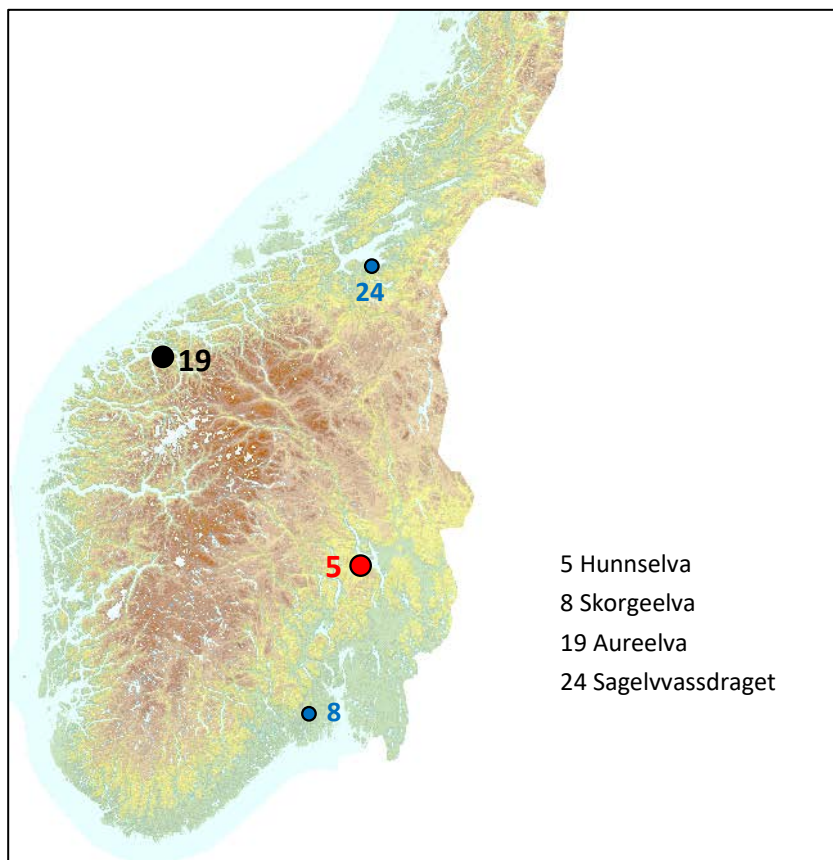 24
19
5
8
5 Hunnselva
8 Skorgeelva
19 Aureelva
24 Sagelvvassdraget